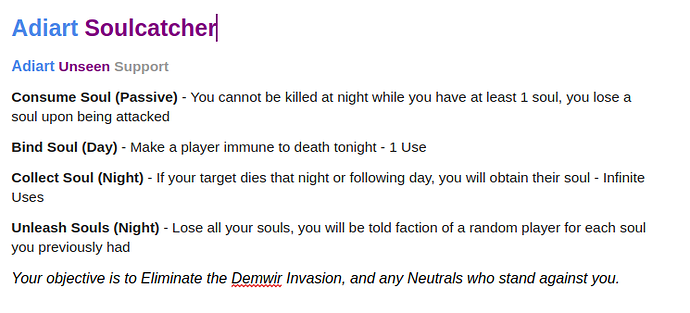 Adiart Soulcatcher
Adiart Unseen Support
Consume Soul (Passive) - You cannot be killed at night while you have at least 1 soul, you lose a
soul upon being attacked
Bind Soul (Day) - Make a player immune to death tonight - 1 Use
Collect Soul (Night) - If your target dies that night or following day, you will obtain their soul - Infinite
Uses
Unleash Souls (Night) - Lose all your souls, you will be told faction of a random player for each soul
you previously had
Your objective is to Eliminate the Demwir Invasion, and any Neutrals who stand against you.